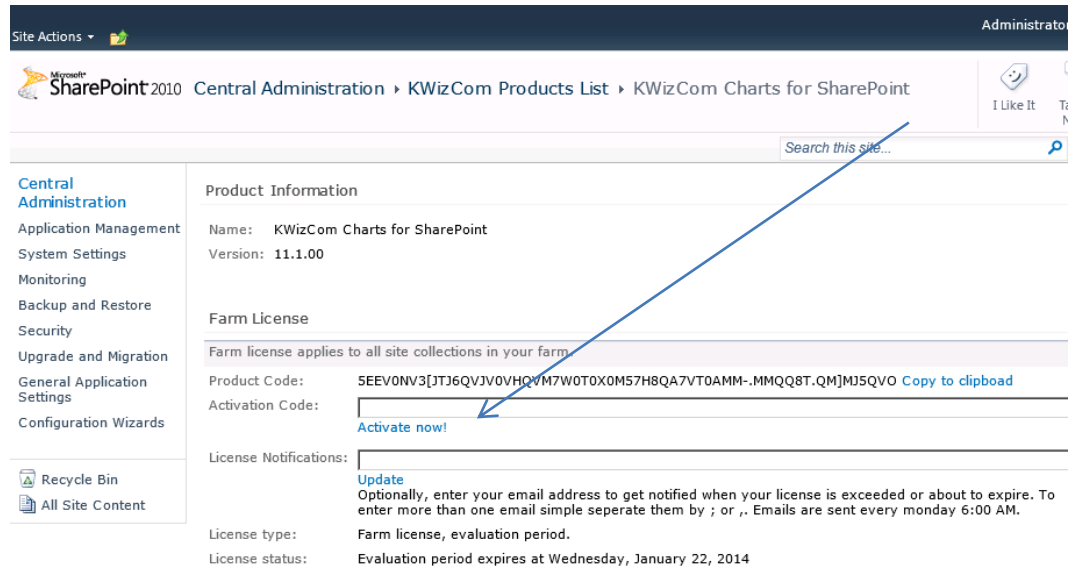 Administrator
Site Actions
Microsoft
SharePoint 2010 Central Administration KWizCom Products List KWizCom Charts for SharePoint
I Like It
Search this site...
Central Administration
Application Management
System Settings
Monitoring
Backup and Restore
Security
Upgrade and Migration
General Application
Settings
Configuration Wizards
Recycle Bin
All Site Content
Product Information
Name: KWizCom Charts for SharePoint
Version: 11.1.00
Farm License
Farm license applies to all site collections in your farm.
Product Code: 5EEV0NV3[JTJ6QVJV0VHQVM7W0T0X0M57H8QA7VT0AMM-.MMQQ8T.QM]MJ5QVO Copy to clipboad
Activation Code:
Activate now!
License Notifications:
Update
Optionally, enter your email address to get notified when your license is exceeded or about to expire. To
enter more than one email simple seperate them by ; or ,. Emails are sent every monday 6:00 AM.
License type: Farm license, evaluation period.
License status: Evaluation period expires at Wednesday, January 22, 2014